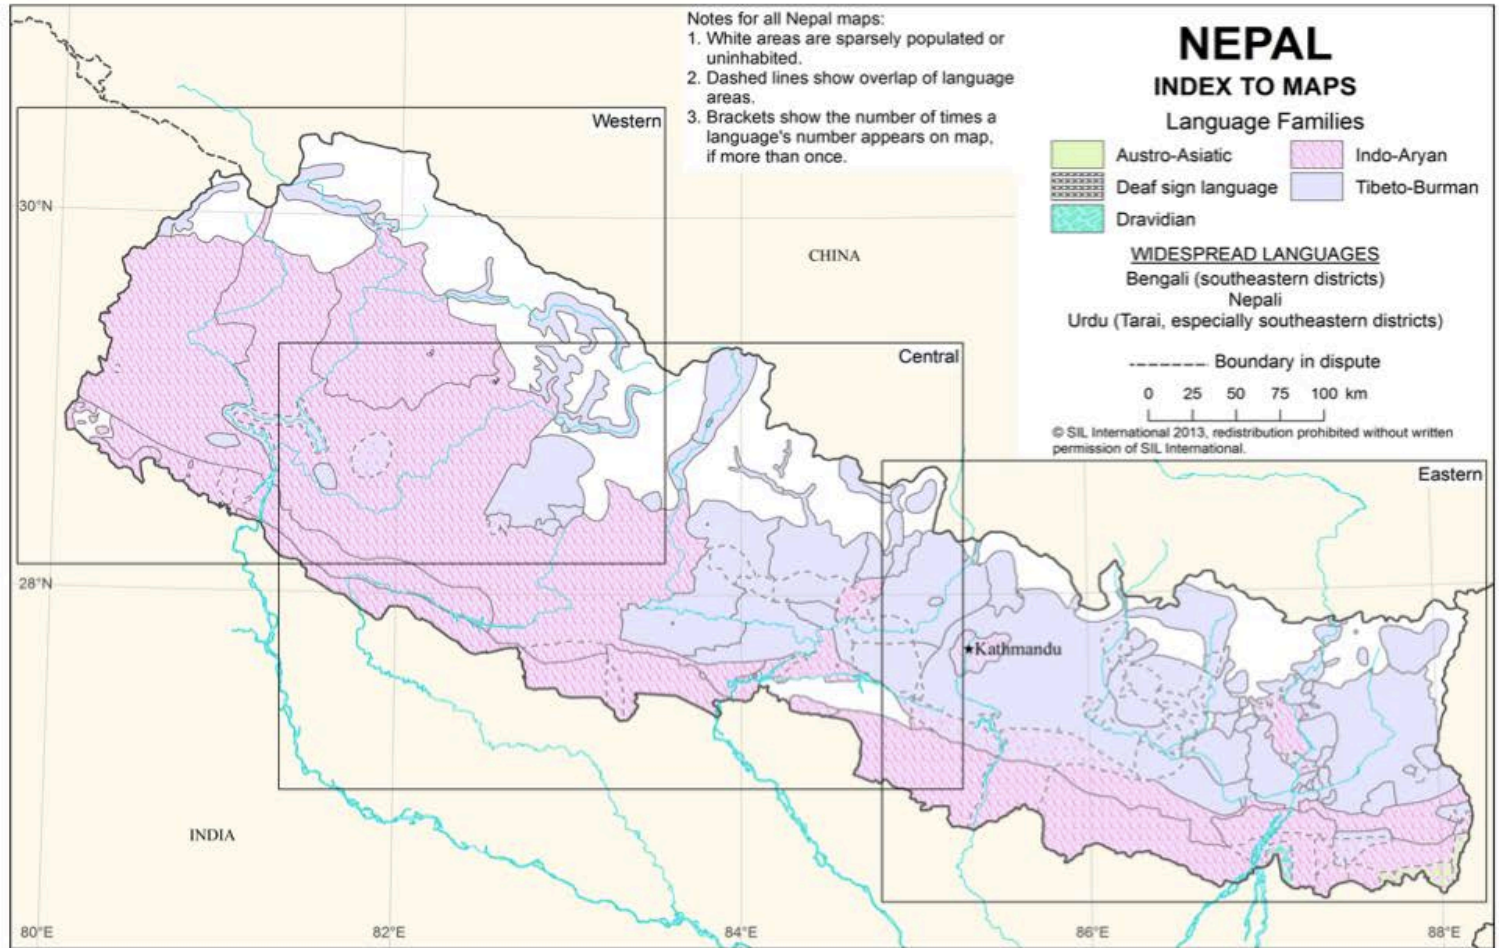 Notes for all Nepal maps:
1. White areas are sparsely populated or
uninhabited.
2. Dashed lines show overlap of language
areas.
3. Brackets show the number of times a
language's number appears on map,
if more than once.
NEPAL
INDEX TO MAPS
Language Families
Austro-Asiatic
Indo-Aryan
Deaf sign language
Tibeto-Burman
Dravidian
WIDESPREAD LANGUAGES
Bengali (southeastern districts)
Nepali
Urdu (Tarai, especially southeastern districts)
Boundary in dispute
0 25 50 75 100 km
© SIL International 2013, redistribution prohibited without written
permission of SIL International.
Western
30°N
CHINA
Central
Eastern
28°N
Kathmandu
INDIA
80°E 82°E 84°E 86°E 88°E